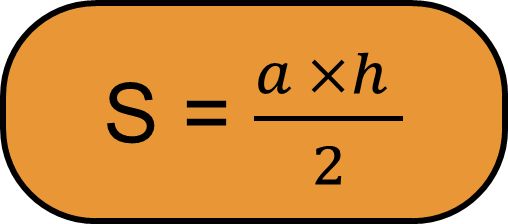 S = a × h / 2